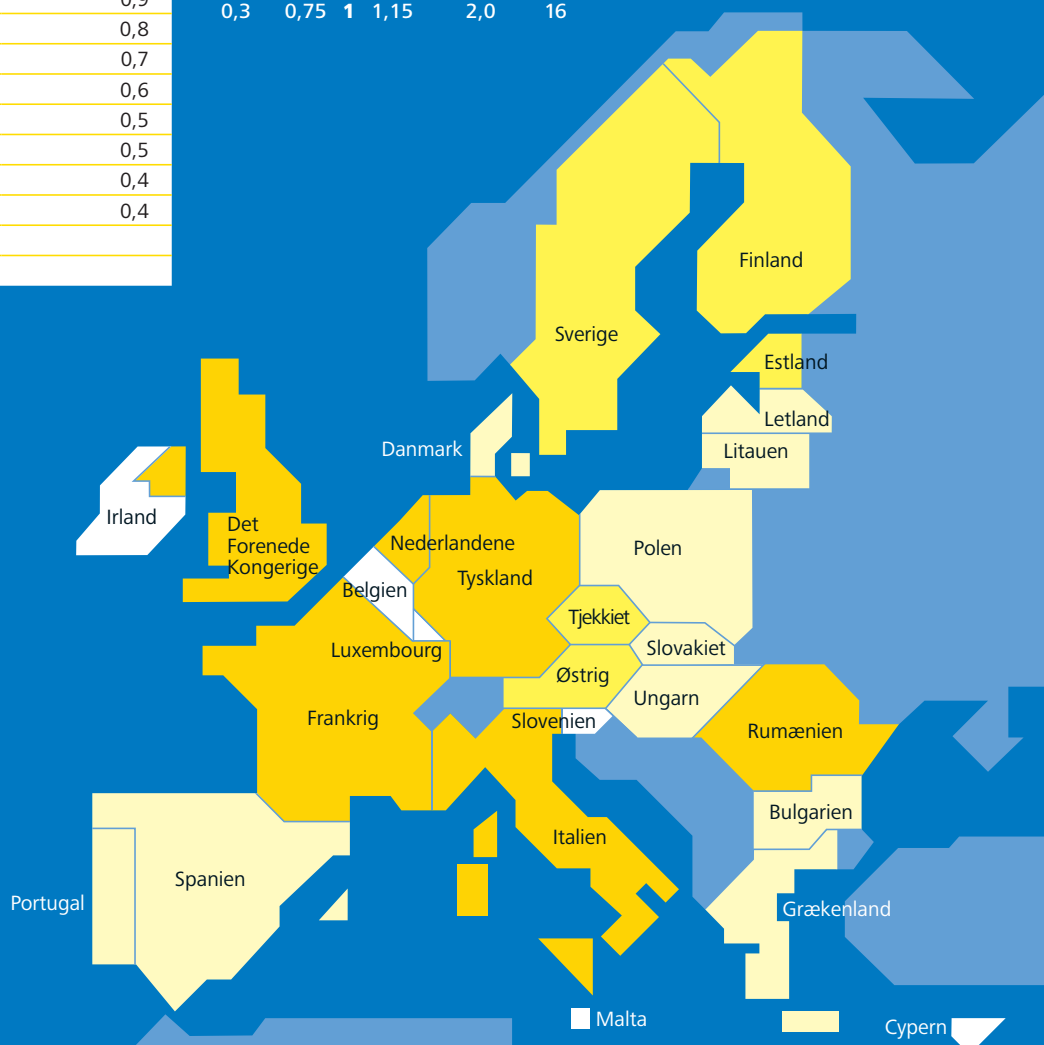 0,9
0,8
0,7
0,6
0,5
0,5
0,4
0,4
0,3 0,75 1 1,15 2,0 16
Finland
Sverige
Estland
Letland
Danmark
Litauen
Irland
Det
Forenede
Kongerige
Nederlandene
Polen
Tyskland
Belgien
Tjekkiet
Luxembourg
Slovakiet
Østrig
Ungarn
Frankrig
Slovenien
Rumænien
Bulgarien
Italien
Spanien
Portugal
Grækenland
Malta
Cypern